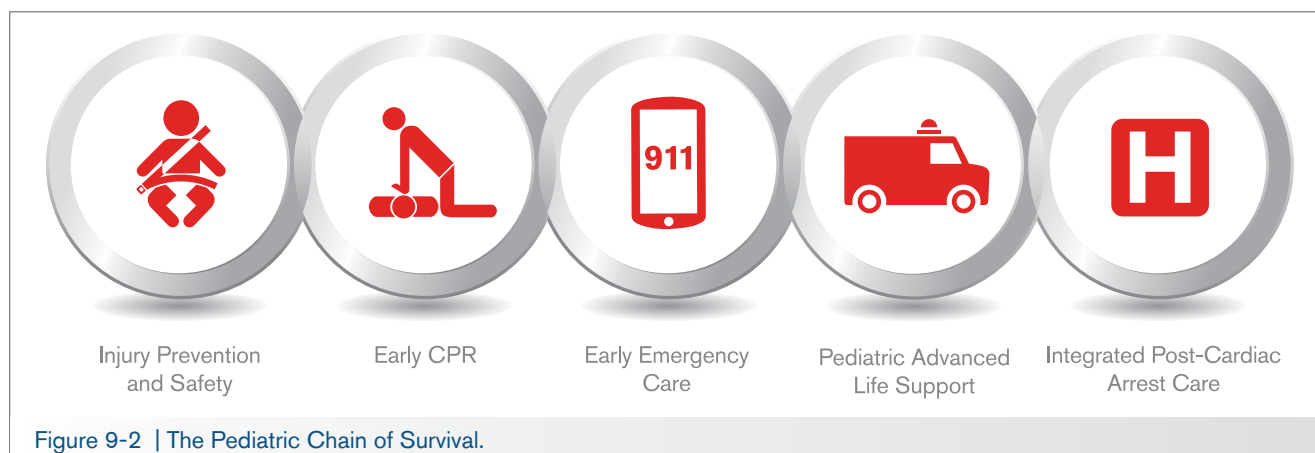 911
H
Injury Prevention
and Safety
Early CPR
Early Emergency
Care
Pediatric Advanced
Life Support
Integrated Post-Cardiac
Arrest Care
Figure 9-2 | The Pediatric Chain of Survival.